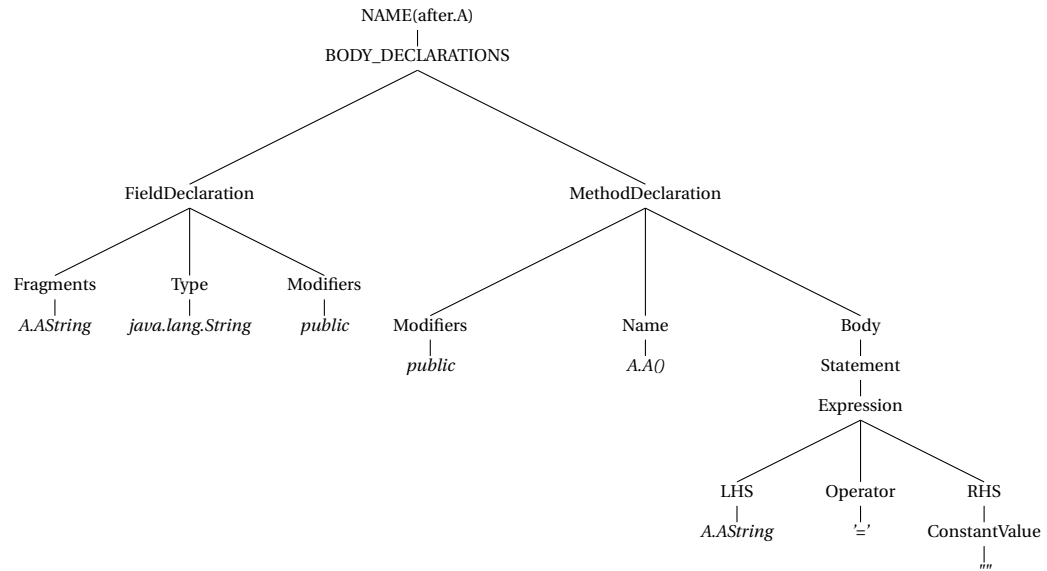 NAME(after.A)
BODY_DECLARATIONS
FieldDeclaration MethodDeclaration
Fragments Type Modifiers
A.AString java.lang.String public Modifiers Name Body
public A.A() Statement
Expression
LHS Operator RHS
A.AString '=' ConstantValue
""